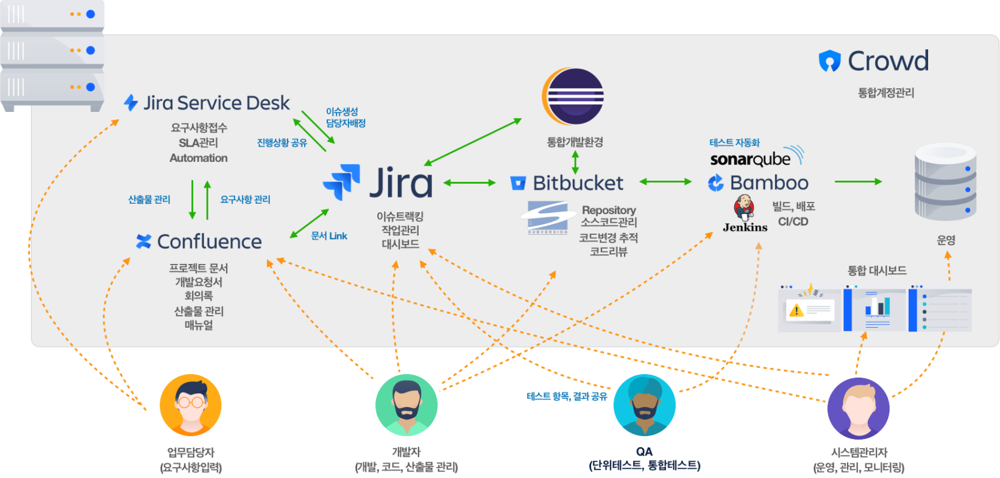 Crowd
통합계정관리
Jira Service Desk
요구사항접수
SLA관리
Automation
이슈생성
담당자배정
진행상황 공유
통합개발환경
테스트 자동화
sonarqube
Jira
이슈트랙킹
작업관리
대시보드
Bitbucket
SUBVERSION
Repository
소스코드관리
코드변경 추적
코드리뷰
Bamboo
Jenkins
빌드, 배포
CI/CD
산출물 관리
요구사항 관리
문서 Link
Confluence
프로젝트 문서
개발요청서
회의록
산출물 관리
매뉴얼
운영
통합 대시보드
테스트 항목, 결과 공유
업무담당자
(요구사항입력)
개발자
(개발, 코드, 산출물 관리)
QA
(단위테스트, 통합테스트)
시스템관리자
(운영, 관리, 모니터링)